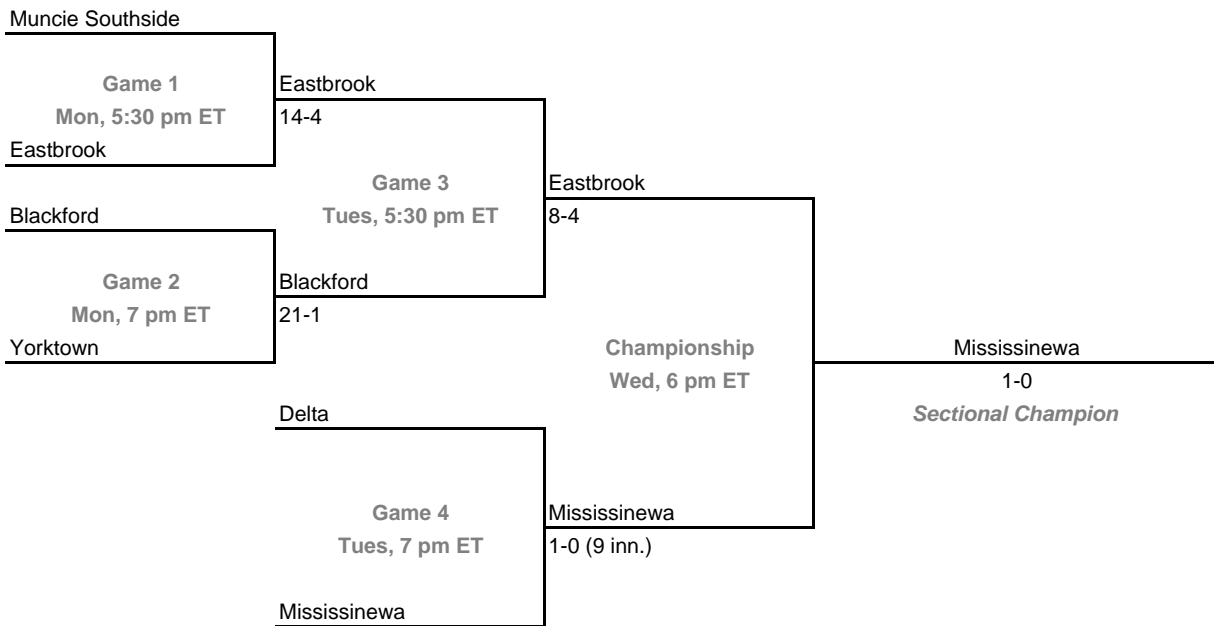 Muncie Southside
Game 1
Mon, 5:30 pm ET
Eastbrook
14-4
Eastbrook
Game 3
Tues, 5:30 pm ET
Eastbrook
8-4
Blackford
Game 2
Mon, 7 pm ET
Blackford
21-1
Yorktown
Championship
Wed, 6 pm ET
Mississinewa
1-0
Sectional Champion
Delta
Game 4
Tues, 7 pm ET
Mississinewa
1-0 (9 inn.)
Mississinewa